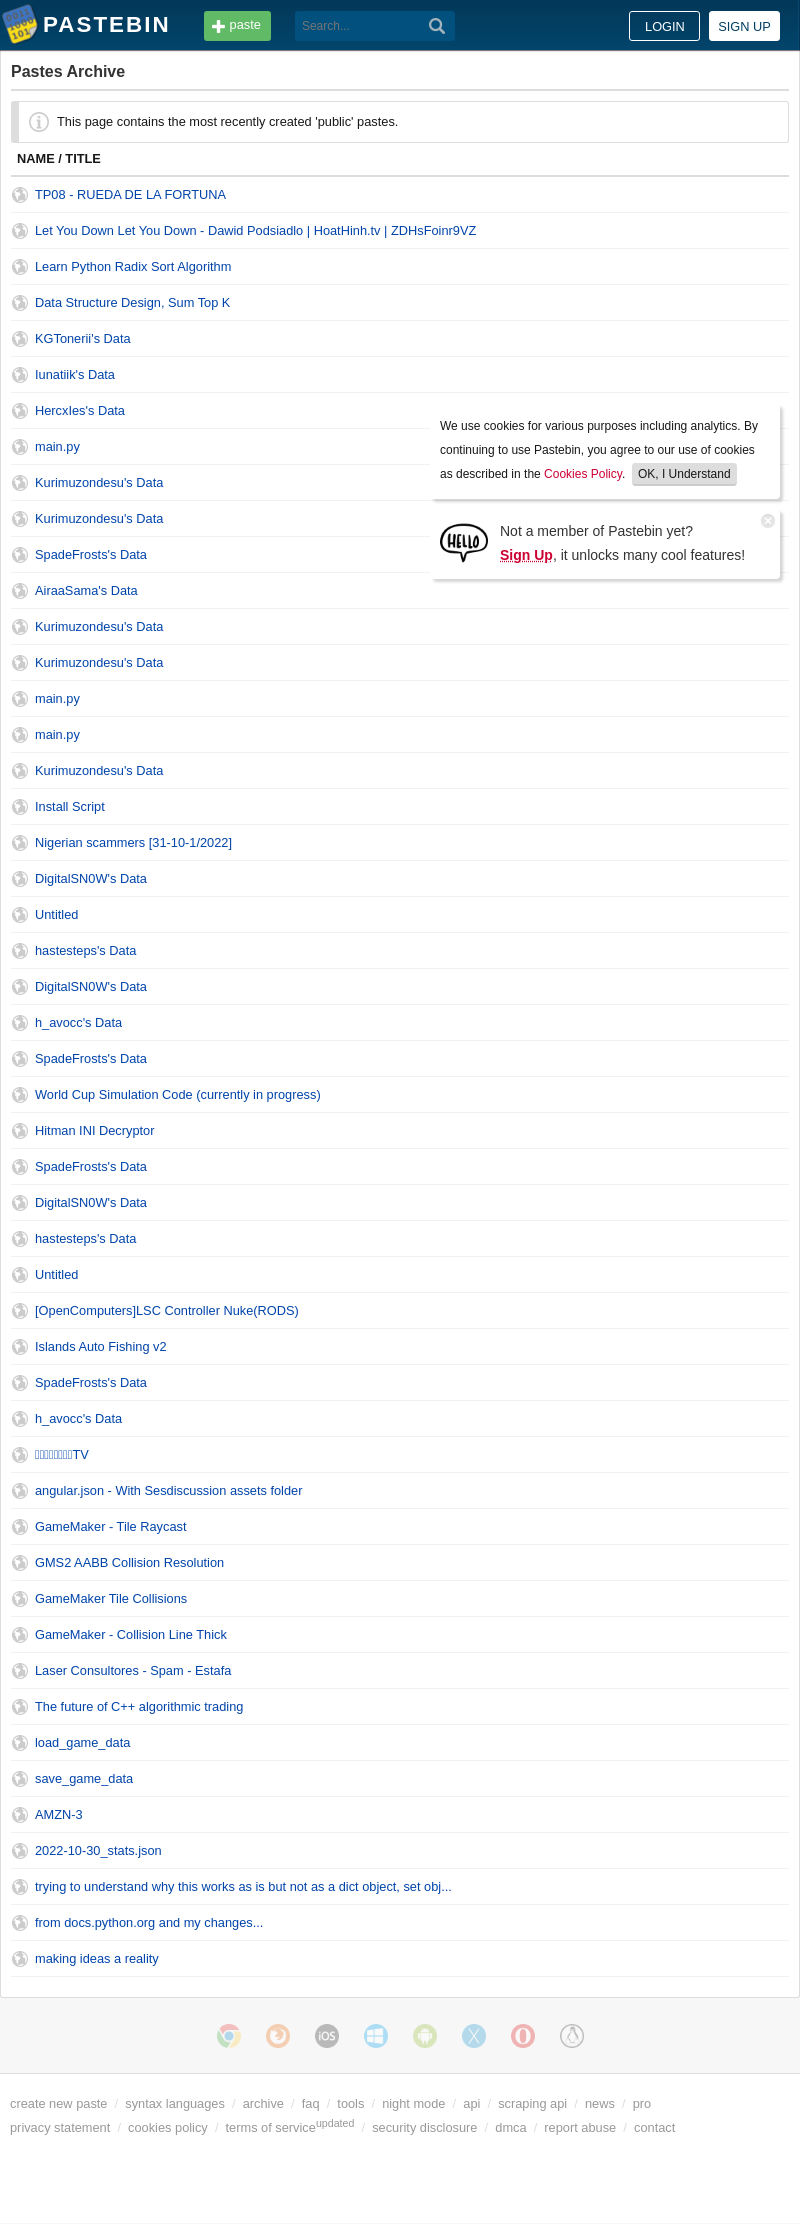 PASTEBIN
paste
Search...
LOGIN
SIGN UP
Pastes Archive
This page contains the most recently created 'public' pastes.
NAME / TITLE
TP08 - RUEDA DE LA FORTUNA
Let You Down Let You Down - Dawid Podsiadlo | HoatHinh.tv | ZDHsFoinr9VZ
Learn Python Radix Sort Algorithm
Data Structure Design, Sum Top K
KGTonerii's Data
Iunatiik's Data
HercxIes's Data
main.py
Kurimuzondesu's Data
Kurimuzondesu's Data
SpadeFrosts's Data
We use cookies for various purposes including analytics. By
continuing to use Pastebin, you agree to our use of cookies
as described in the Cookies Policy. OK, I Understand
HELLO
Not a member of Pastebin yet?
Sign Up, it unlocks many cool features!
AiraaSama's Data
Kurimuzondesu's Data
Kurimuzondesu's Data
main.py
main.py
Kurimuzondesu's Data
Install Script
Nigerian scammers [31-10-1/2022]
DigitalSN0W's Data
Untitled
hastesteps's Data
DigitalSN0W's Data
h_avocc's Data
SpadeFrosts's Data
World Cup Simulation Code (currently in progress)
Hitman INI Decryptor
SpadeFrosts's Data
DigitalSN0W's Data
hastesteps's Data
Untitled
[OpenComputers]LSC Controller Nuke(RODS)
Islands Auto Fishing v2
SpadeFrosts's Data
h_avocc's Data
TV
angular.json - With Sesdiscussion assets folder
GameMaker - Tile Raycast
GMS2 AABB Collision Resolution
GameMaker Tile Collisions
GameMaker - Collision Line Thick
Laser Consultores - Spam - Estafa
The future of C++ algorithmic trading
load_game_data
save_game_data
AMZN-3
2022-10-30_stats.json
trying to understand why this works as is but not as a dict object, set obj...
from docs.python.org and my changes...
making ideas a reality
iOS
create new paste / syntax languages / archive / faq / tools / night mode / api / scraping api / news / pro
privacy statement / cookies policy / terms of service updated / security disclosure / dmca / report abuse / contact